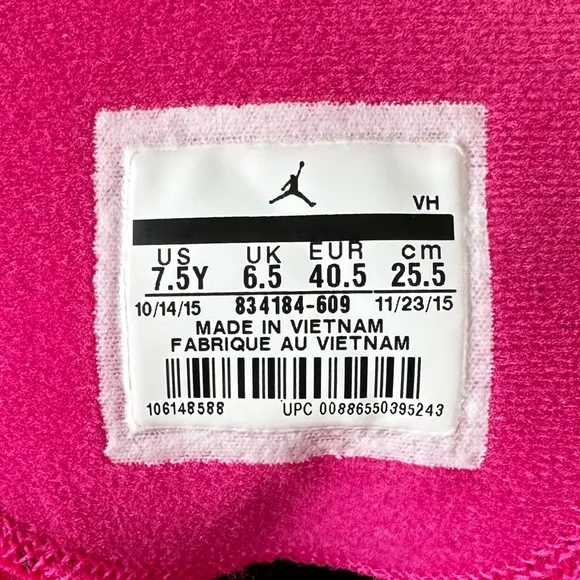 VH
US UK EUR cm
7.5Y 6.5 40.5 25.5
10/14/15 834184-609 11/23/15
MADE IN VIETNAM
FABRIQUE AU VIETNAM
106148588 UPC 00886550395243